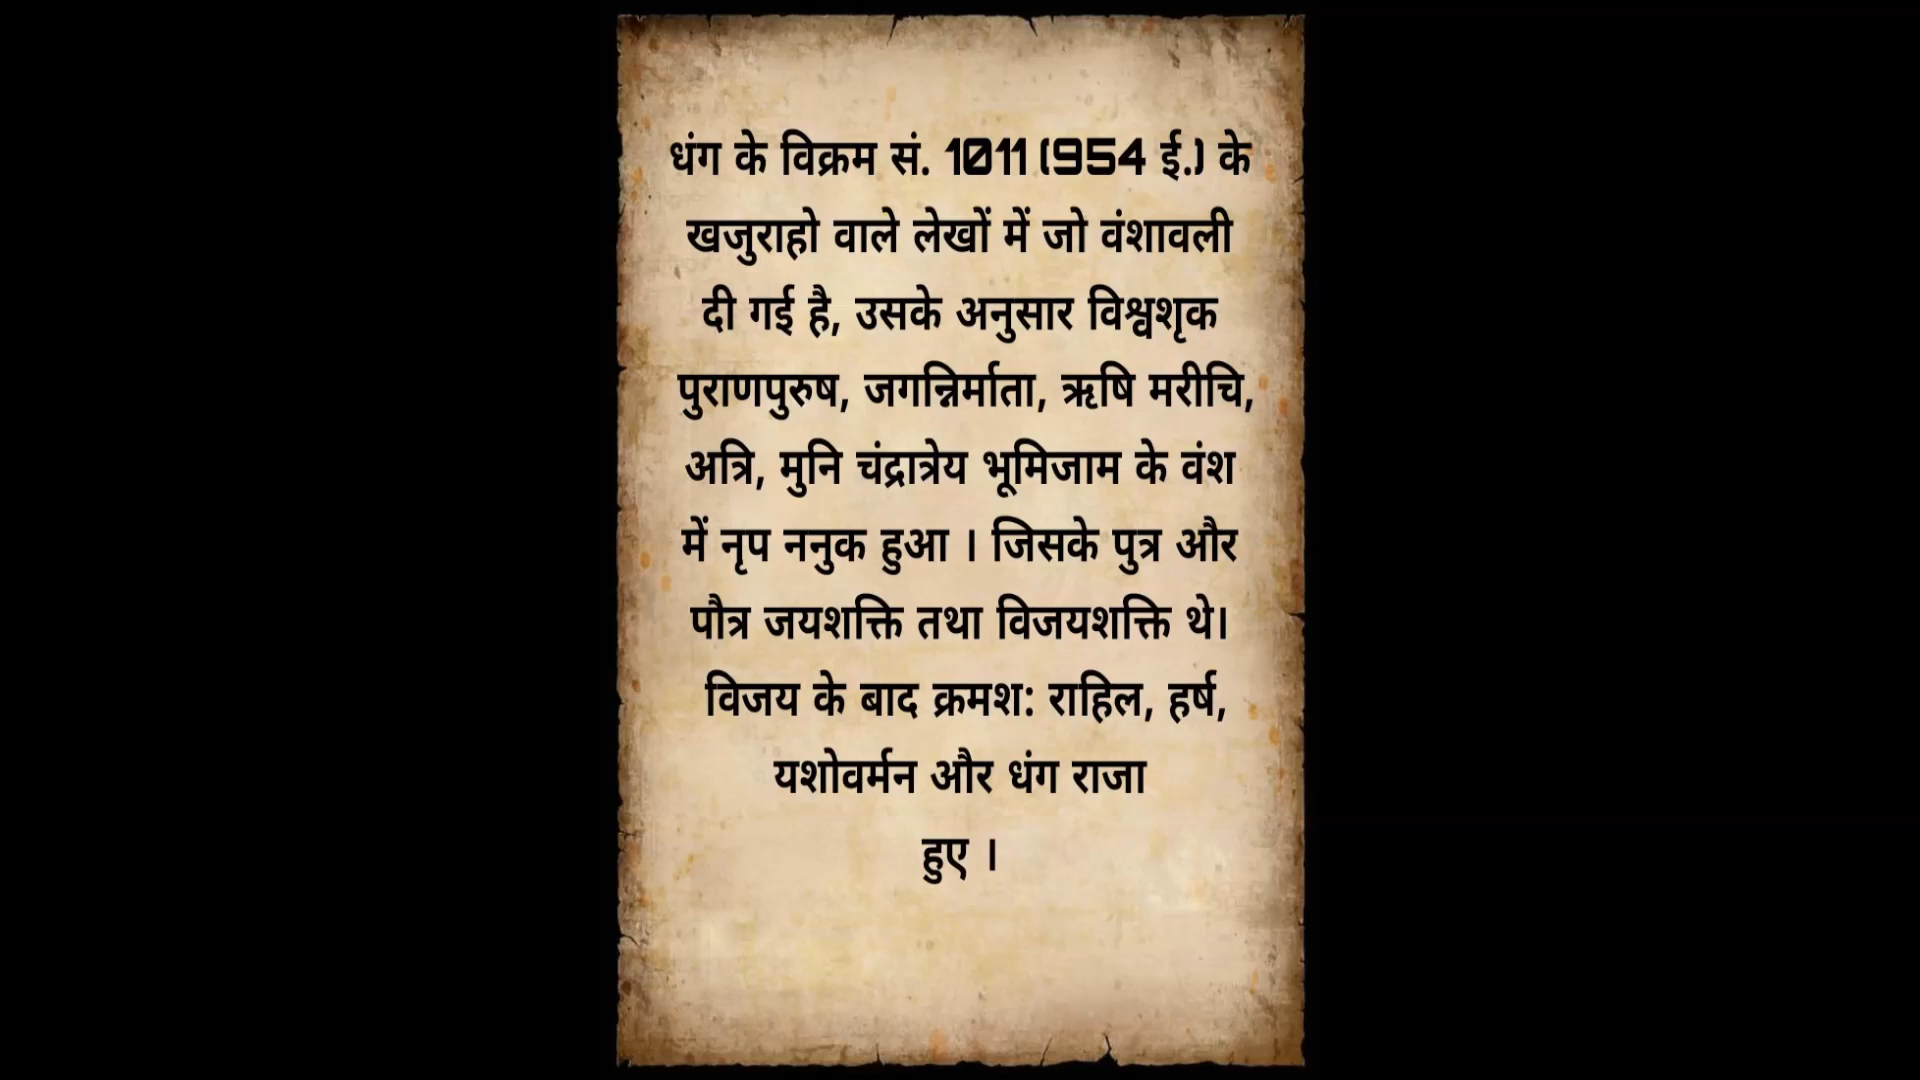 धंग के विक्रम सं. 1011 (954 ई.) के
खजुराहो वाले लेखों में जो वंशावली
दी गई है, उसके अनुसार विश्वशृक
पुराणपुरुष, जगन्निर्माता, ऋषि मरीचि,
अत्रि, मुनि चंद्रात्रेय भूमिजाम के वंश
में नृप ननुक हुआ । जिसके पुत्र और
पौत्र जयशक्ति तथा विजयशक्ति थे।
विजय के बाद क्रमश: राहिल, हर्ष,
यशोवर्मन और धंग राजा
हुए ।